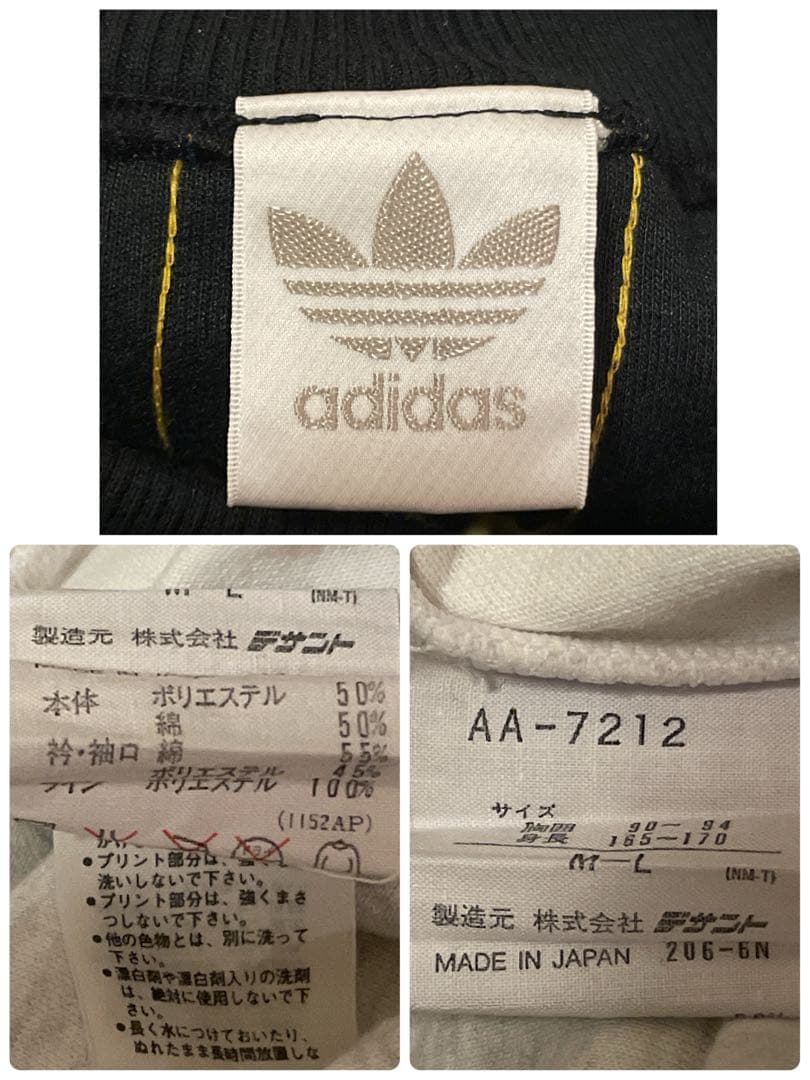 adidas
M-L
(NM-T)
製造元 株式会社 デサント
本体 ポリエステル 50%
綿 50%
衿・袖口 綿 55%
ポリエステル 45%
ライン ポリエステル 100%
(1152AP)
●プリント部分は、
洗いしないで下さい。
●プリント部分は、強くまさ
つしないで下さい。
●他の色物とは、別に洗って
下さい。
●漂白剤や漂白剤入りの洗剤
は、絶対に使用しないで下
さい。
●長く水につけておいたり、
ぬれたまま長時間放置しな
AA-7212
サイズ
胸囲 90-94
身長 165-170
M-L
(NM-T)
製造元 株式会社 デサント
MADE IN JAPAN 206-6N